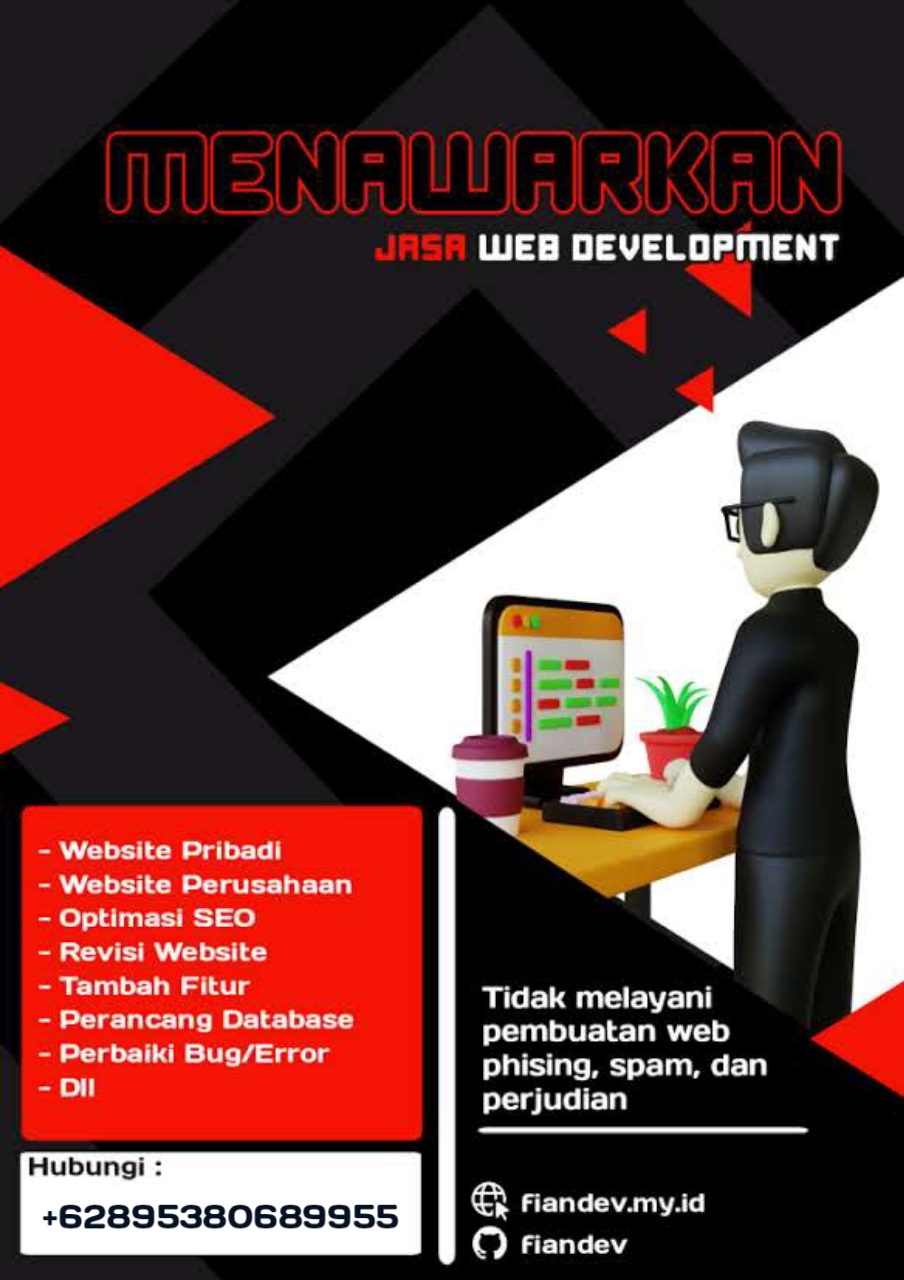 MENAWARKAN
JASA WEB DEVELOPMENT
- Website Pribadi
- Website Perusahaan
- Optimasi SEO
- Revisi Website
- Tambah Fitur
- Perancang Database
- Perbaiki Bug/Error
- Dll
Hubungi :
+62895380689955
Tidak melayani
pembuatan web
phising, spam, dan
perjudian
fiandev.my.id
fiandev